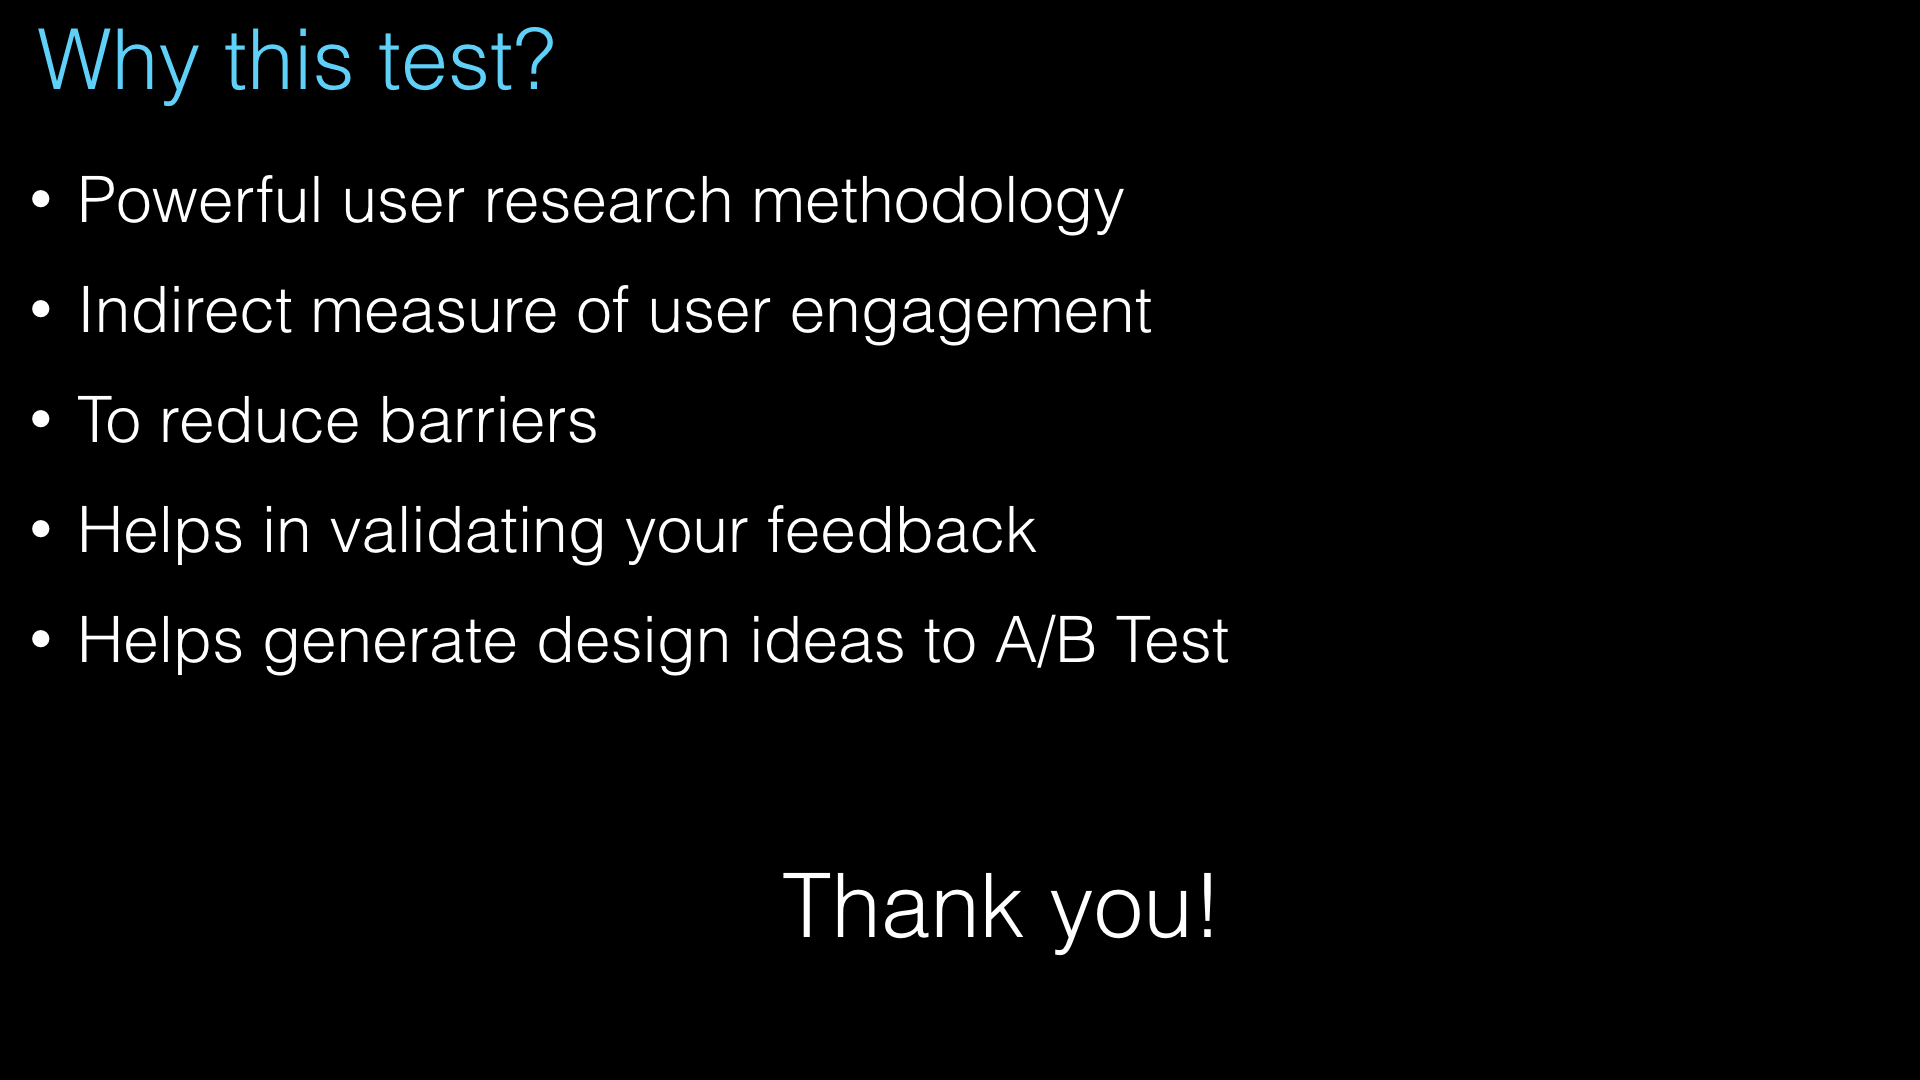 Why this test?
• Powerful user research methodology
• Indirect measure of user engagement
• To reduce barriers
• Helps in validating your feedback
• Helps generate design ideas to A/B Test
Thank you!